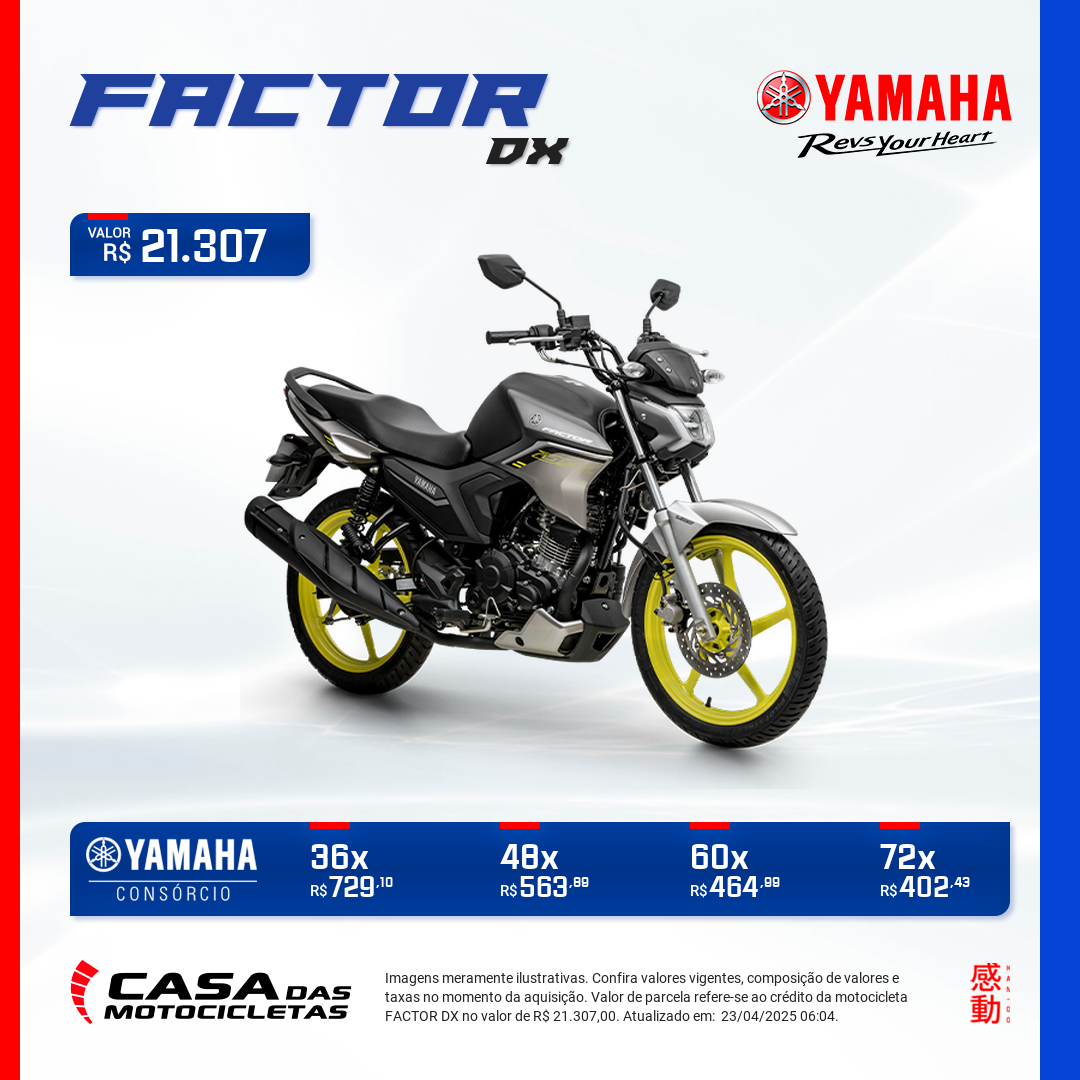 FACTOR
DX
YAMAHA
Revs Your Heart
VALOR
R$ 21.307
FACTOR
YAMAHA
YAMAHA
CONSÓRCIO
36x
R$ 729,10
48x
R$ 563,89
60x
R$ 464,99
72x
R$ 402,43
CASA DAS
MOTOCICLETAS
Imagens meramente ilustrativas. Confira valores vigentes, composição de valores e
taxas no momento da aquisição. Valor de parcela refere-se ao crédito da motocicleta
FACTOR DX no valor de R$ 21.307,00. Atualizado em: 23/04/2025 06:04.
感動